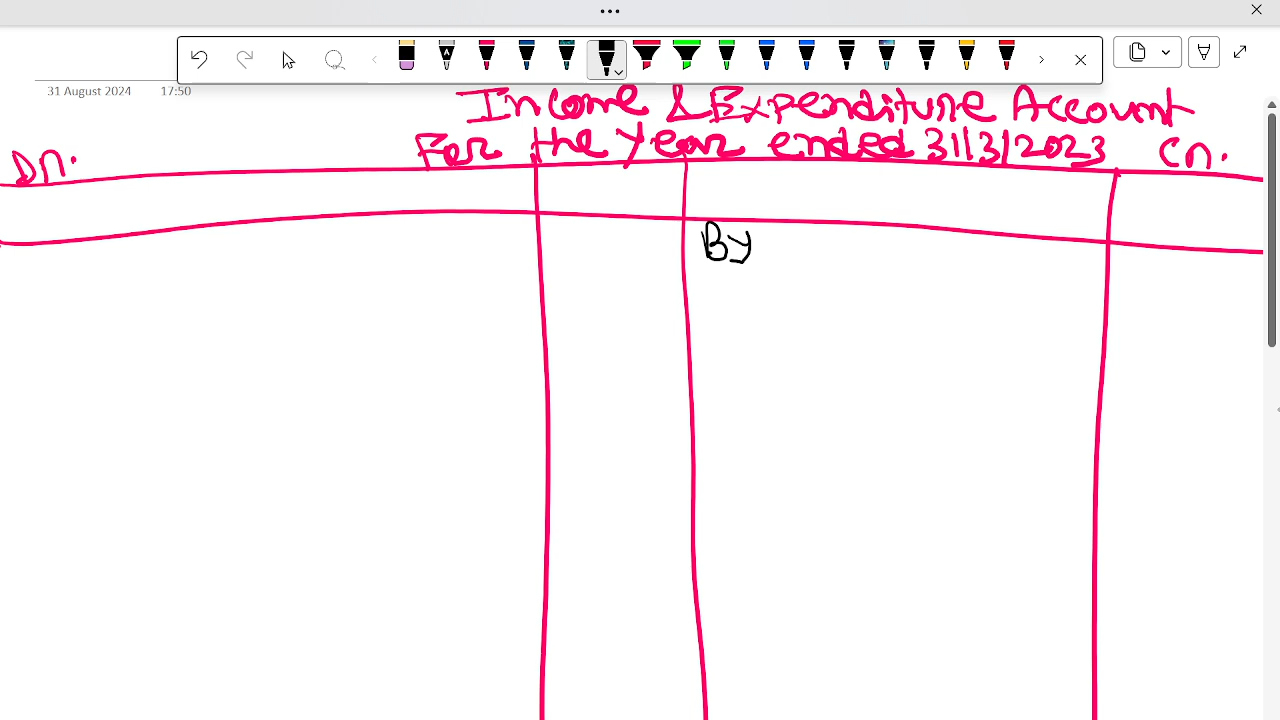 31 August 2024 17:50
Income & Expenditure Account
For the Year ended 31/3/2023
Dr. Cr.
By